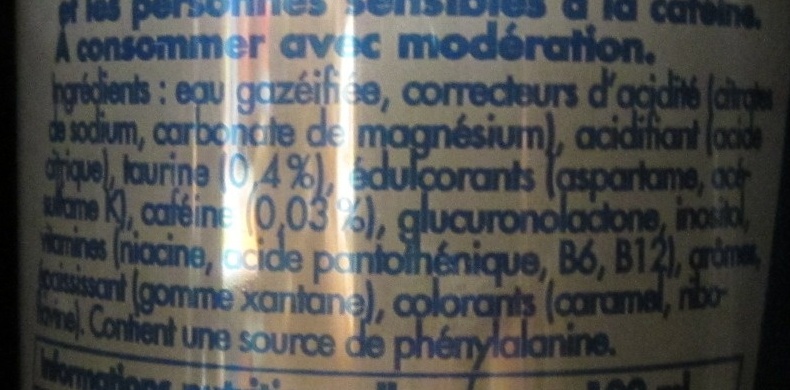 et les personnes sensibles à la caféine.
A consommer avec modération.
Ingrédients : eau gazéifiée, correcteurs d'acidité (citrates
de sodium, carbonate de magnésium), acidifiant (acide
citrique), taurine (0,4%), édulcorants (aspartame, acé-
sulfame K), caféine (0,03%), glucuronolactone, inositol,
vitamines (niacine, acide pantothénique, B6, B12), arômes,
épaississant (gomme xantane), colorants (caramel, ribo-
flavine). Contient une source de phénylalanine.
Informations